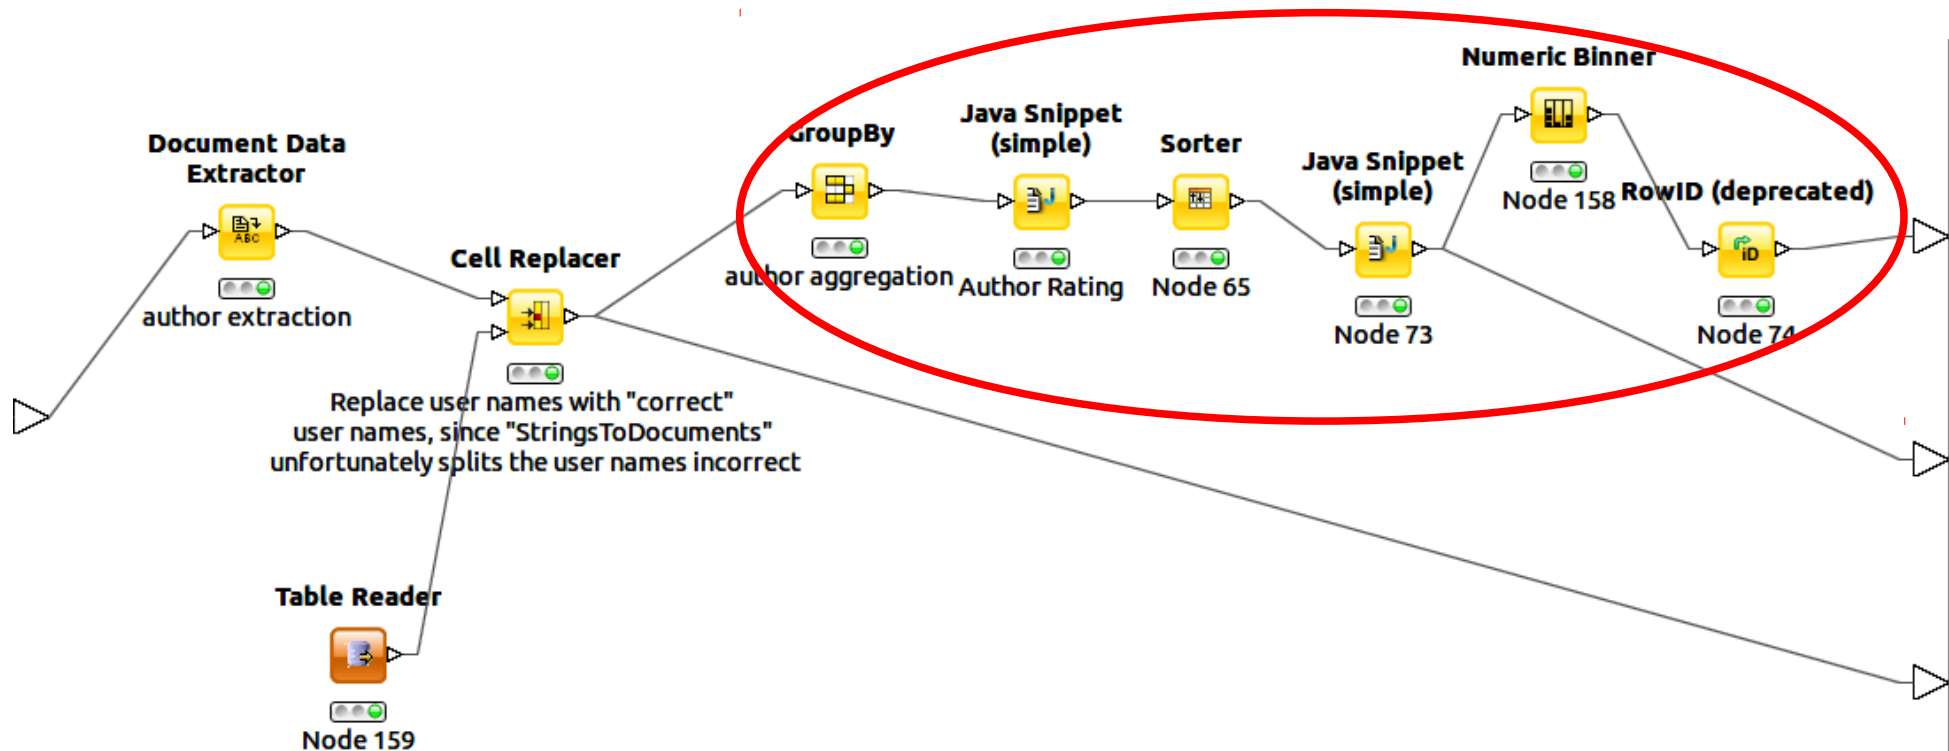 Document Data
Extractor
ABC
author extraction
Cell Replacer
Replace user names with "correct"
user names, since "StringsToDocuments"
unfortunately splits the user names incorrect
Table Reader
Node 159
GroupBy
author aggregation
Java Snippet
(simple)
J
Author Rating
Sorter
Node 65
Java Snippet
(simple)
J
Node 73
Numeric Binner
Node 158
RowID (deprecated)
iD
Node 74